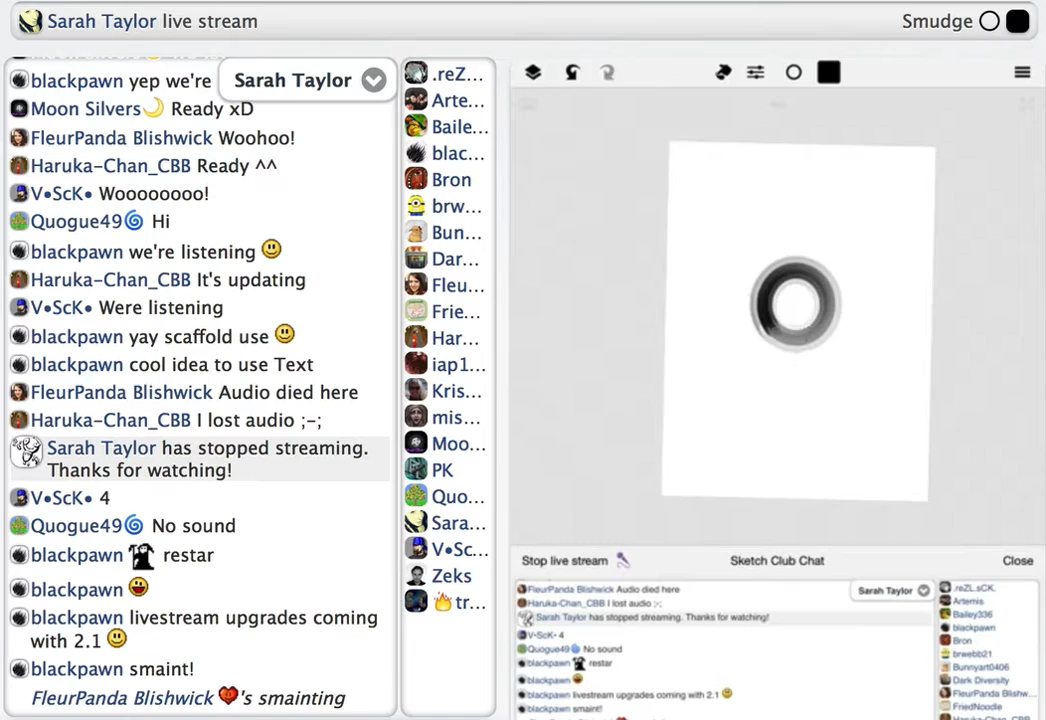 Sarah Taylor live stream
Smudge
blackpawn yep we're
Sarah Taylor
Moon Silvers🌙 Ready xD
FleurPanda Blishwick Woohoo!
Haruka-Chan_CBB Ready ^^
V•ScK• Woooooooo!
Quogue49🌀 Hi
blackpawn we're listening 🙂
Haruka-Chan_CBB It's updating
V•ScK• Were listening
blackpawn yay scaffold use 😀
blackpawn cool idea to use Text
FleurPanda Blishwick Audio died here
Haruka-Chan_CBB I lost audio ;-;
Sarah Taylor has stopped streaming.
Thanks for watching!
V•ScK• 4
Quogue49🌀 No sound
blackpawn restar
blackpawn 😃
blackpawn livestream upgrades coming
with 2.1 🙂
blackpawn smaint!
FleurPanda Blishwick ❤'s smainting
.reZ...
Arte...
Baile...
blac...
Bron
brw...
Bun...
Dar...
Fleu...
Frie...
Har...
iap1...
Kris...
mis...
Moo...
PK
Quo...
Sara...
V•Sc...
Zeks
🔥tr...
Stop live stream
Sketch Club Chat
Close
FleurPanda Blishwick Audio died here
Haruka-Chan_CBB I lost audio ;-;
Sarah Taylor
Sarah Taylor has stopped streaming. Thanks for watching!
V•ScK• 4
Quogue49🌀 No sound
blackpawn restar
blackpawn 😃
blackpawn livestream upgrades coming with 2.1 🙂
blackpawn smaint!
.reZL.sCK.
Artemis
Bailey336
blackpawn
Bron
brwebb21
Bunnyart0406
Dark Diversity
FleurPanda Blishw...
FriedNoodle